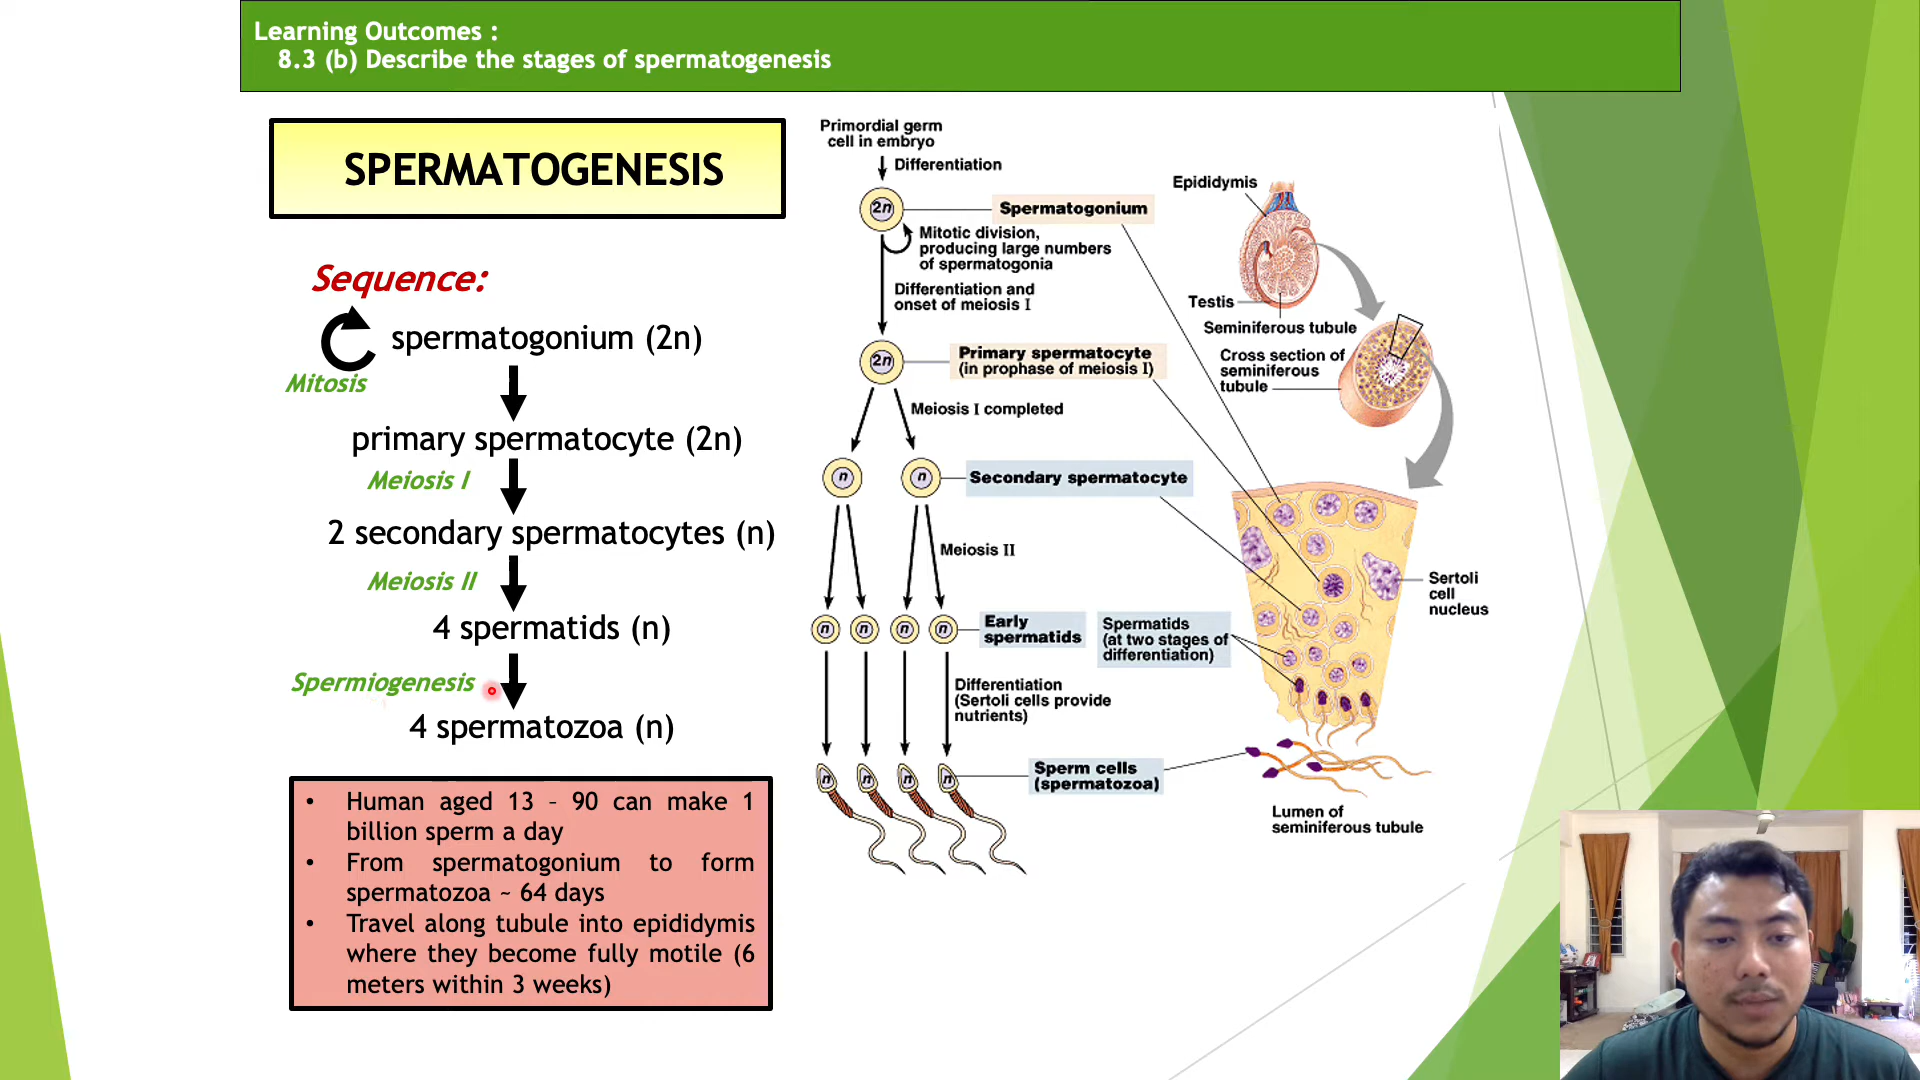 Learning Outcomes :
8.3 (b) Describe the stages of spermatogenesis
SPERMATOGENESIS
Sequence:
spermatogonium (2n)
Mitosis
primary spermatocyte (2n)
Meiosis I
2 secondary spermatocytes (n)
Meiosis II
4 spermatids (n)
Spermiogenesis
4 spermatozoa (n)
• Human aged 13 – 90 can make 1
billion sperm a day
• From spermatogonium to form
spermatozoa ~ 64 days
• Travel along tubule into epididymis
where they become fully motile (6
meters within 3 weeks)
Primordial germ
cell in embryo
Differentiation
2n
Spermatogonium
Mitotic division,
producing large numbers
of spermatogonia
Differentiation and
onset of meiosis I
2n
Primary spermatocyte
(in prophase of meiosis I)
Meiosis I completed
n n
Secondary spermatocyte
Meiosis II
n n n n
Early
spermatids
Spermatids
(at two stages of
differentiation)
Differentiation
(Sertoli cells provide
nutrients)
n n n n
Sperm cells
(spermatozoa)
Epididymis
Testis
Seminiferous tubule
Cross section of
seminiferous
tubule
Sertoli
cell
nucleus
Lumen of
seminiferous tubule